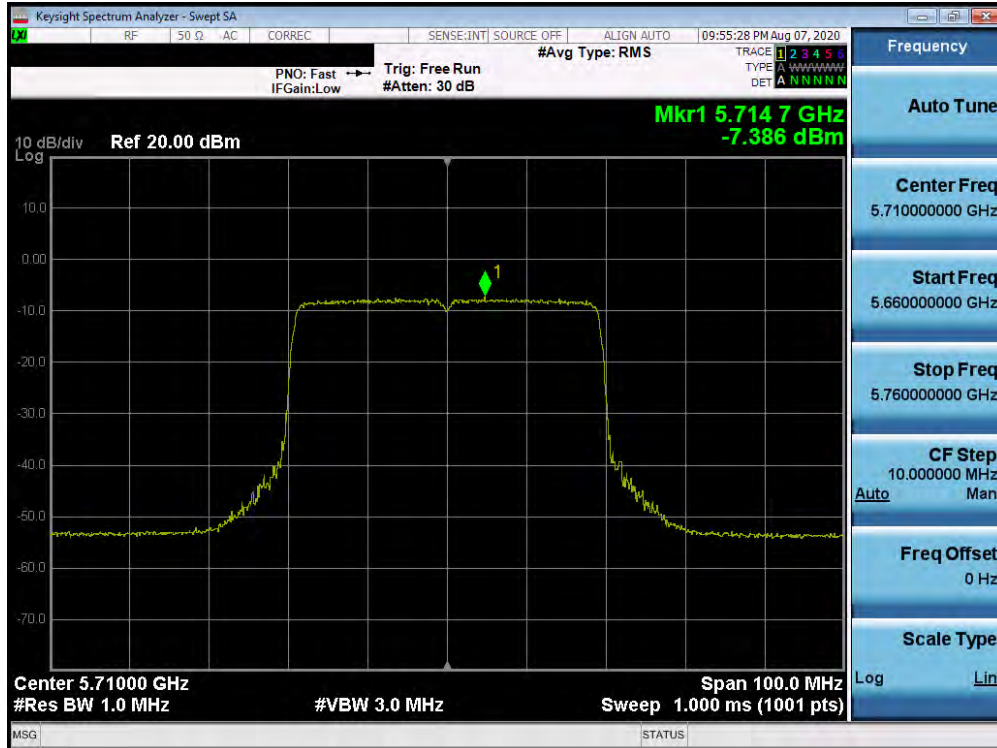 Keysight Spectrum Analyzer - Swept SA
LXI RF 50 Ω AC CORREC SENSE:INT SOURCE OFF ALIGN AUTO 09:55:28 PM Aug 07, 2020
#Avg Type: RMS TRACE 1 2 3 4 5 6
PNO: Fast Trig: Free Run TYPE A WWWWW
IFGain:Low #Atten: 30 dB DET A N N N N N
Mkr1 5.714 7 GHz
-7.386 dBm
10 dB/div Ref 20.00 dBm
Log
10.0
0.00
-10.0
-20.0
-30.0
-40.0
-50.0
-60.0
-70.0
1
Center 5.71000 GHz Span 100.0 MHz
#Res BW 1.0 MHz #VBW 3.0 MHz Sweep 1.000 ms (1001 pts)
MSG STATUS
Frequency
Auto Tune
Center Freq
5.710000000 GHz
Start Freq
5.660000000 GHz
Stop Freq
5.760000000 GHz
CF Step
10.000000 MHz
Auto Man
Freq Offset
0 Hz
Scale Type
Log Lin